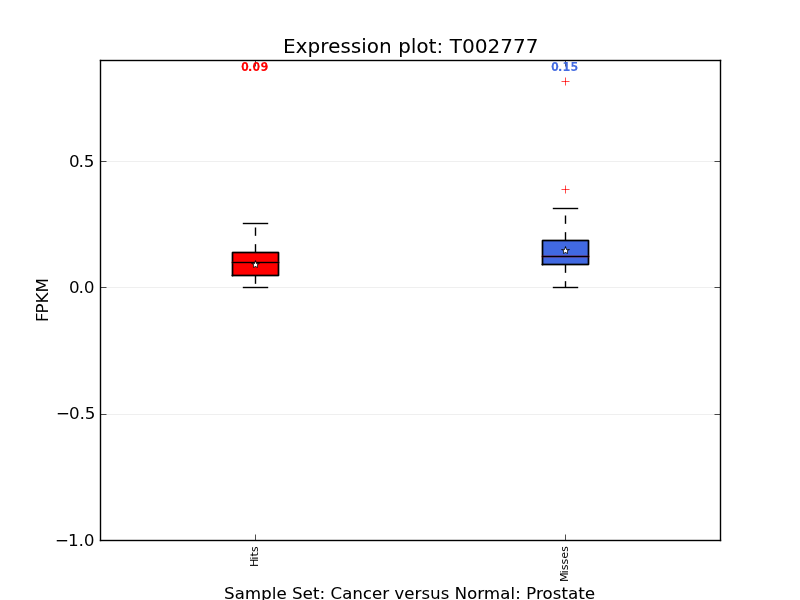 Expression plot: T002777
0.09
0.15
0.5
0.0
−0.5
−1.0
FPKM
Hits
Misses
Sample Set: Cancer versus Normal: Prostate